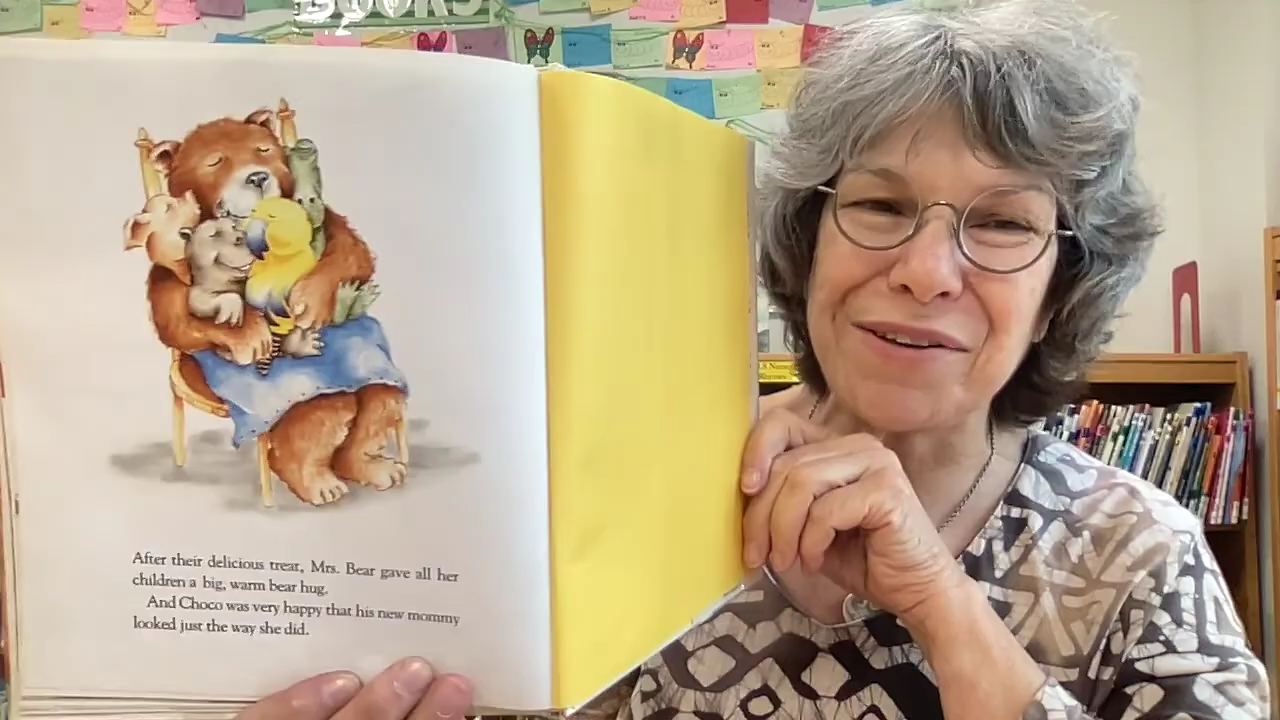 BOOKS
After their delicious treat, Mrs. Bear gave all her
children a big, warm bear hug.
And Choco was very happy that his new mommy
looked just the way she did.